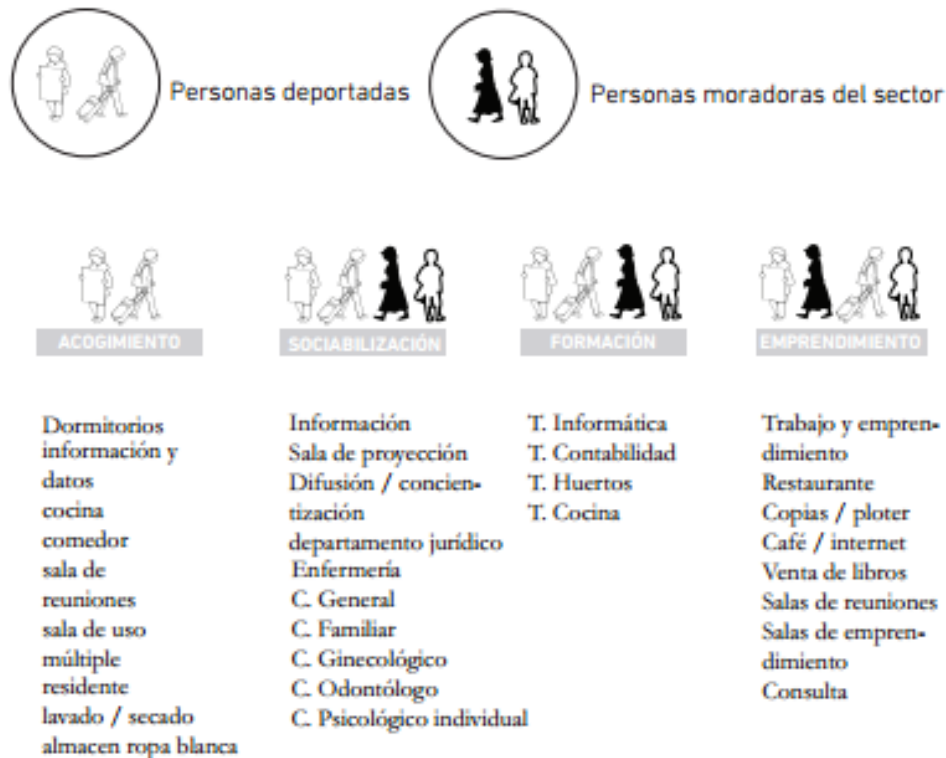 Personas deportadas
Personas moradoras del sector
ACOGIMIENTO
Dormitorios
información y
datos
cocina
comedor
sala de
reuniones
sala de uso
múltiple
residente
lavado / secado
almacen ropa blanca
SOCIABILIZACIÓN
Información
Sala de proyección
Difusión / concien-
tización
departamento jurídico
Enfermería
C. General
C. Familiar
C. Ginecológico
C. Odontólogo
C. Psicológico individual
FORMACIÓN
T. Informática
T. Contabilidad
T. Huertos
T. Cocina
EMPRENDIMIENTO
Trabajo y empren-
dimiento
Restaurante
Copias / ploter
Café / internet
Venta de libros
Salas de reuniones
Salas de empren-
dimiento
Consulta